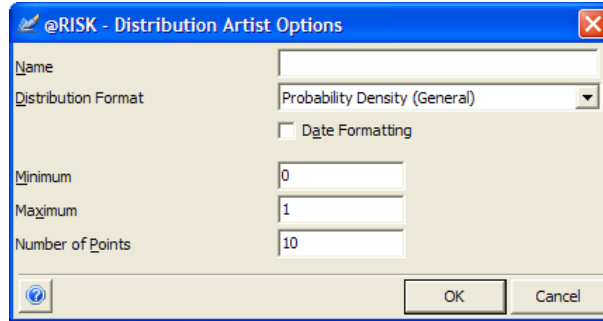 @RISK - Distribution Artist Options
Name
Distribution Format Probability Density (General)
Date Formatting
Minimum 0
Maximum 1
Number of Points 10
? OK Cancel